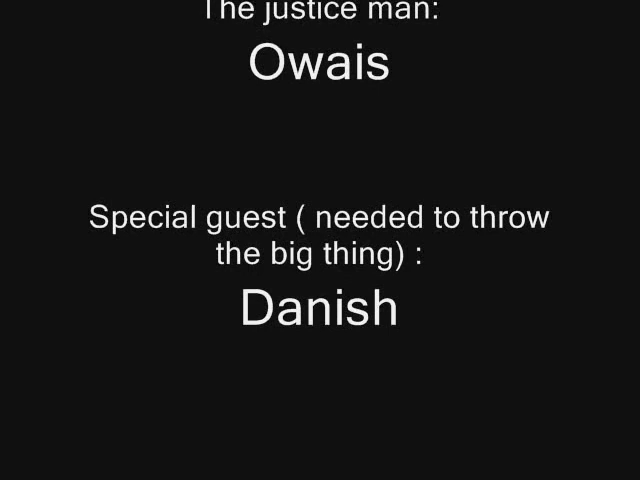 The justice man:
Owais
Special guest ( needed to throw
the big thing) :
Danish